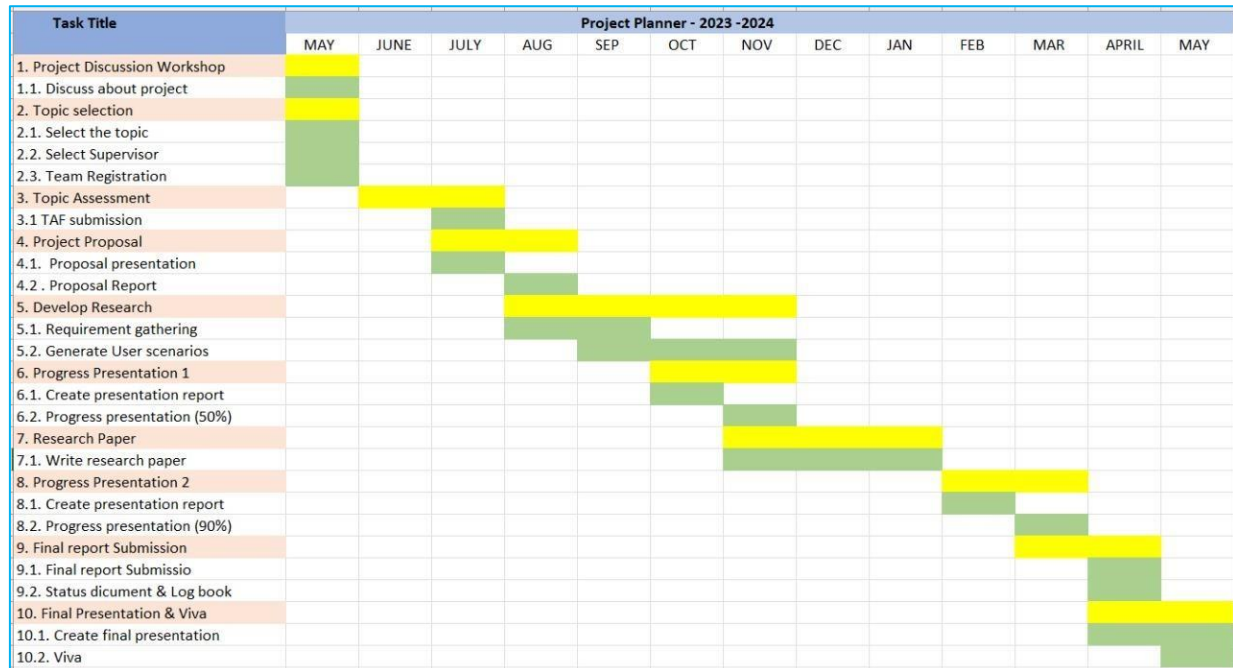 Task Title
Project Planner - 2023 -2024
MAY JUNE JULY AUG SEP OCT NOV DEC JAN FEB MAR APRIL MAY
1. Project Discussion Workshop
1.1. Discuss about project
2. Topic selection
2.1. Select the topic
2.2. Select Supervisor
2.3. Team Registration
3. Topic Assessment
3.1 TAF submission
4. Project Proposal
4.1.  Proposal presentation
4.2 . Proposal Report
5. Develop Research
5.1. Requirement gathering
5.2. Generate User scenarios
6. Progress Presentation 1
6.1. Create presentation report
6.2. Progress presentation (50%)
7. Research Paper
7.1. Write research paper
8. Progress Presentation 2
8.1. Create presentation report
8.2. Progress presentation (90%)
9. Final report Submission
9.1. Final report Submissio
9.2. Status dicument & Log book
10. Final Presentation & Viva
10.1. Create final presentation
10.2. Viva